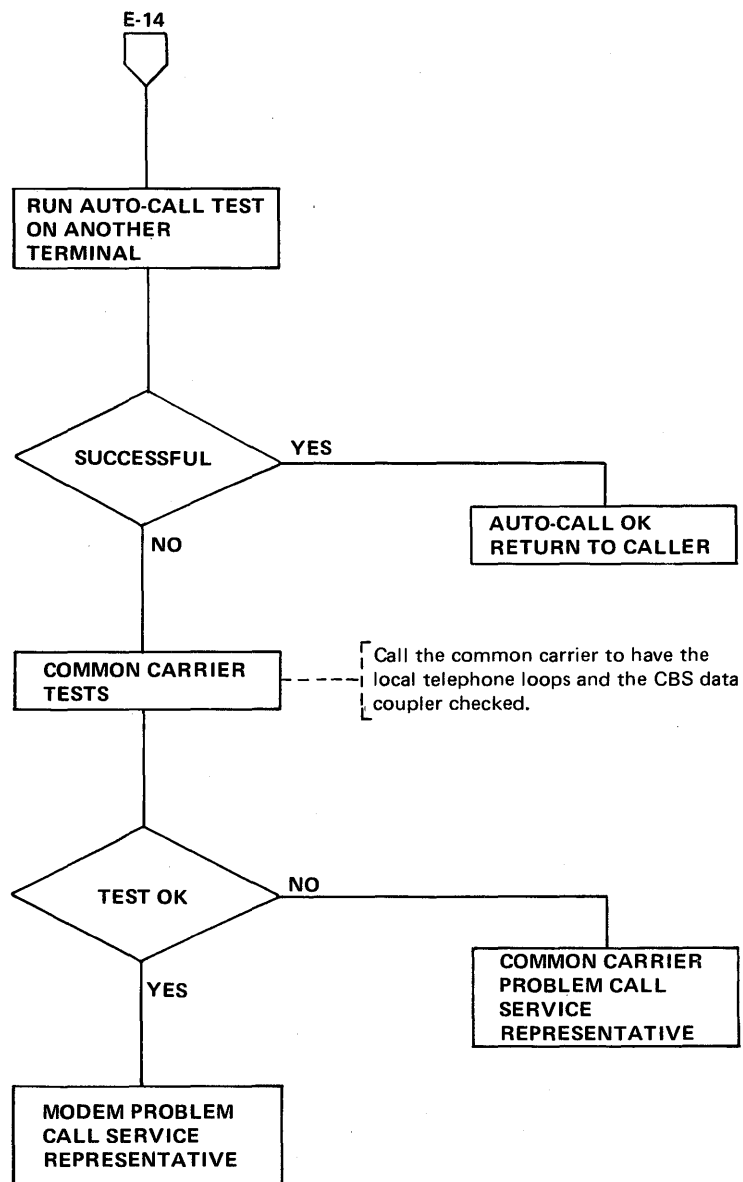 E-14
RUN AUTO-CALL TEST
ON ANOTHER
TERMINAL
SUCCESSFUL
YES
AUTO-CALL OK
RETURN TO CALLER
NO
COMMON CARRIER
TESTS
Call the common carrier to have the
local telephone loops and the CBS data
coupler checked.
TEST OK
NO
COMMON CARRIER
PROBLEM CALL
SERVICE
REPRESENTATIVE
YES
MODEM PROBLEM
CALL SERVICE
REPRESENTATIVE